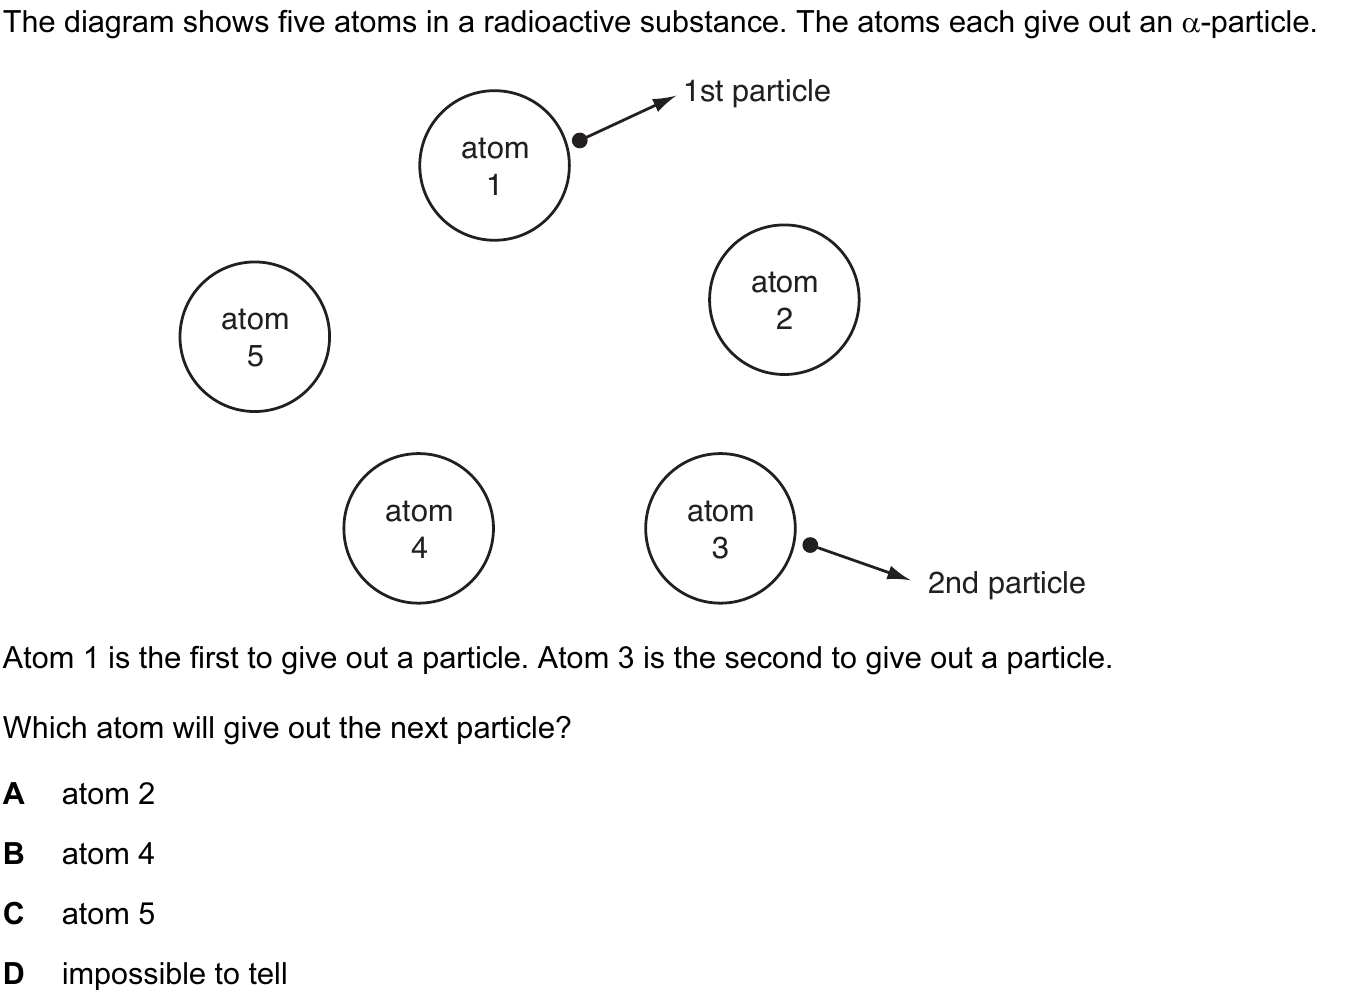 The diagram shows five atoms in a radioactive substance. The atoms each give out an α-particle.
1st particle
atom
1
atom
2
atom
5
atom
4
atom
3
2nd particle
Atom 1 is the first to give out a particle. Atom 3 is the second to give out a particle.
Which atom will give out the next particle?
A atom 2
B atom 4
C atom 5
D impossible to tell